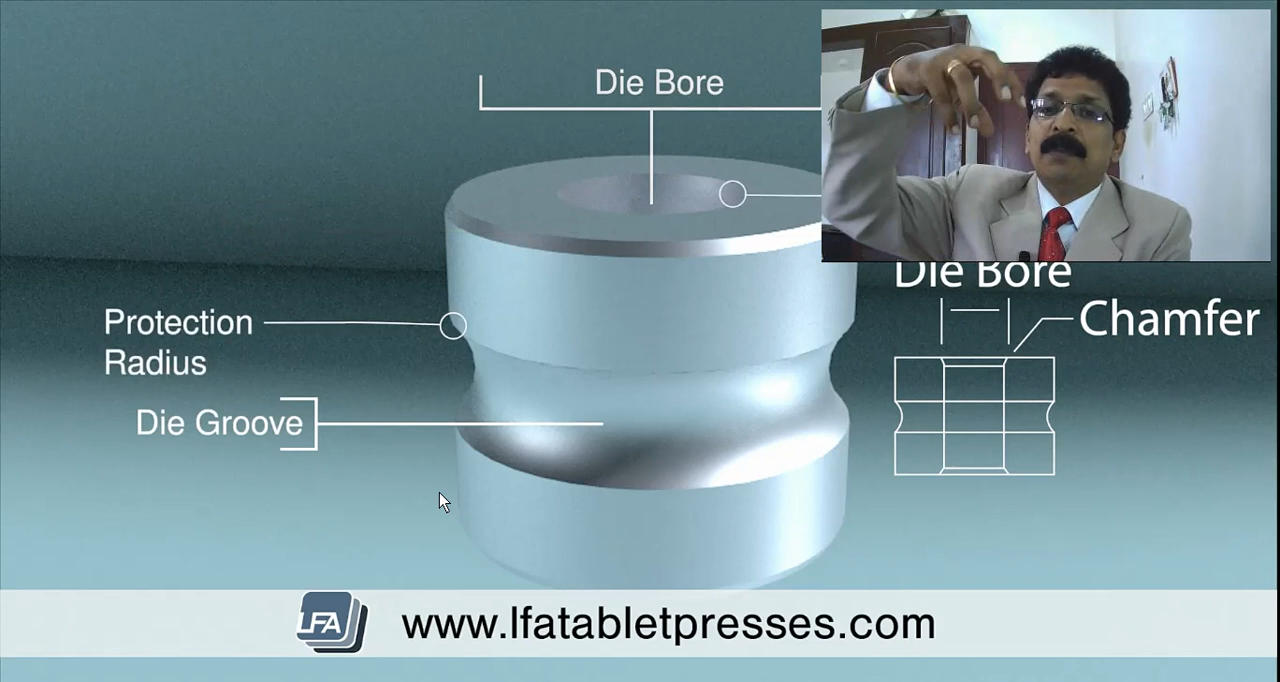 Die Bore
Die Bore
Chamfer
Protection
Radius
Die Groove
LFA
www.lfatabletpresses.com